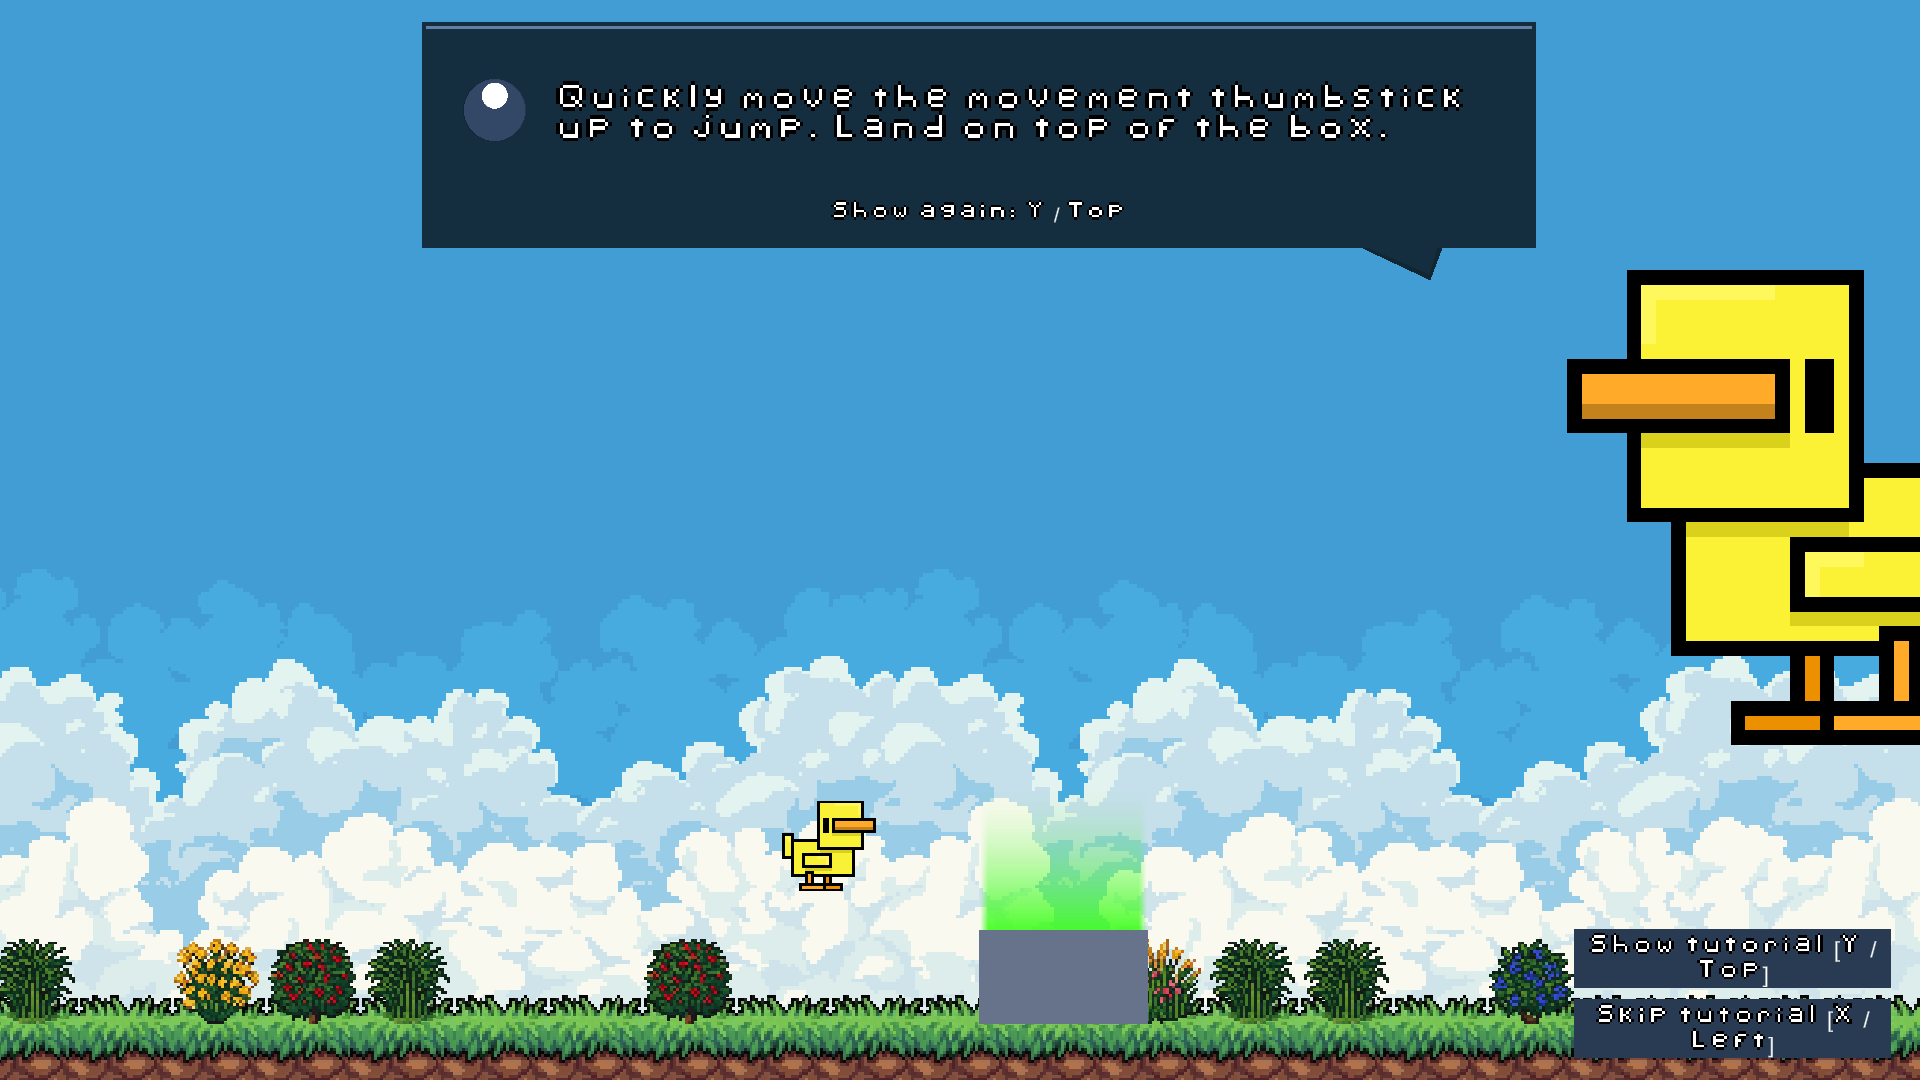 Quickly move the movement thumbstick
up to jump. Land on top of the box.
Show again: Y / Top
Show tutorial [Y /
Top]
Skip tutorial [X /
Left]